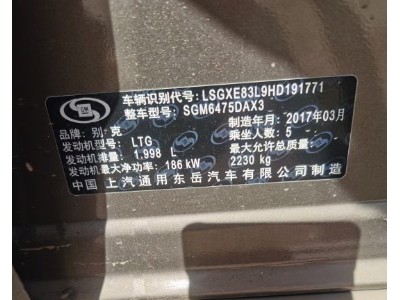 车辆识别代号: LSGXE83L9HD191771
整车型号: SGM6475DAX3
品牌: 别克 制造年月: 2017年03月
发动机型号: LTG 乘坐人数: 5
发动机排量: 1.998 L 最大允许总质量:
发动机最大净功率: 186 kW 2230 kg
中国 上汽通用东岳汽车有限公司制造